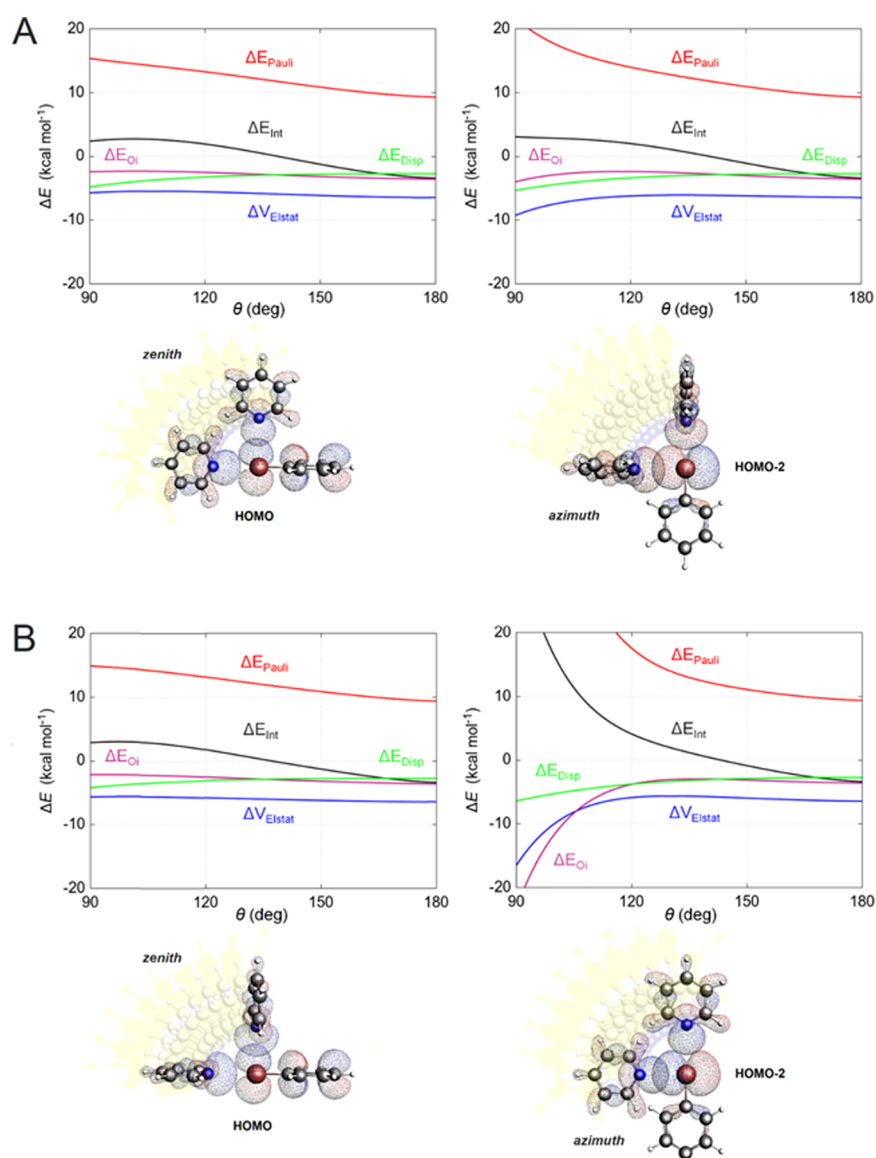 A
20
10
0
-10
-20
ΔE (kcal mol⁻¹)
ΔE_Pauli
ΔE_Int
ΔE_Oi
ΔE_Disp
ΔV_Elstat
90
120
150
180
θ (deg)
20
10
0
-10
-20
ΔE (kcal mol⁻¹)
ΔE_Pauli
ΔE_Int
ΔE_Oi
ΔE_Disp
ΔV_Elstat
90
120
150
180
θ (deg)
zenith
HOMO
HOMO-2
azimuth
B
20
10
0
-10
-20
ΔE (kcal mol⁻¹)
ΔE_Pauli
ΔE_Int
ΔE_Oi
ΔE_Disp
ΔV_Elstat
90
120
150
180
θ (deg)
20
10
0
-10
-20
ΔE (kcal mol⁻¹)
ΔE_Pauli
ΔE_Int
ΔE_Disp
ΔV_Elstat
ΔE_Oi
90
120
150
180
θ (deg)
zenith
HOMO
HOMO-2
azimuth